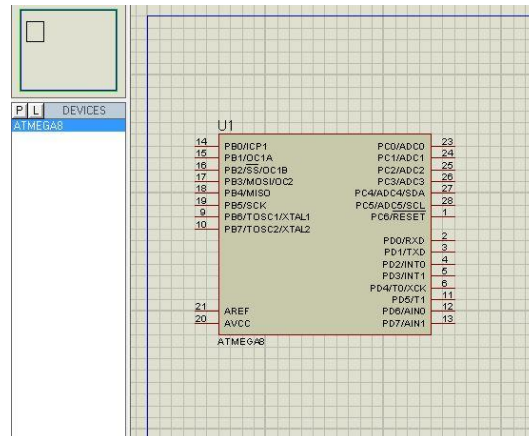 P L DEVICES
ATMEGA8
U1
14 PB0/ICP1 PC0/ADC0 23
15 PB1/OC1A PC1/ADC1 24
16 PB2/SS/OC1B PC2/ADC2 25
17 PB3/MOSI/OC2 PC3/ADC3 26
18 PB4/MISO PC4/ADC4/SDA 27
19 PB5/SCK PC5/ADC5/SCL 28
9 PB6/TOSC1/XTAL1 PC6/RESET 1
10 PB7/TOSC2/XTAL2
PD0/RXD 2
PD1/TXD 3
PD2/INT0 4
PD3/INT1 5
PD4/T0/XCK 6
PD5/T1 11
21 AREF PD6/AIN0 12
20 AVCC PD7/AIN1 13
ATMEGA8